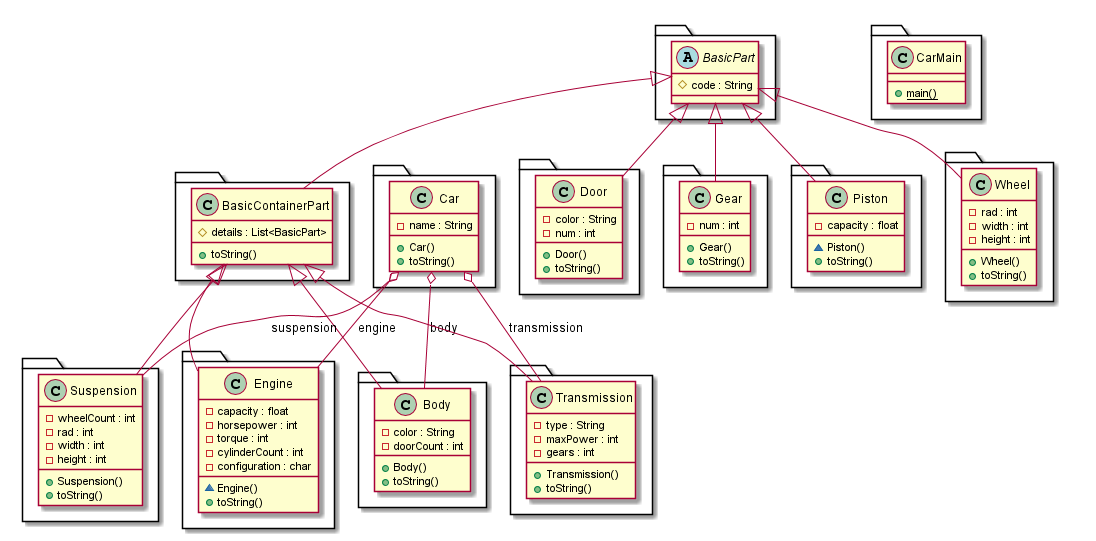 A BasicPart
code : String
C CarMain
main()
C BasicContainerPart
details : List<BasicPart>
toString()
C Car
name : String
Car()
toString()
C Door
color : String
num : int
Door()
toString()
C Gear
num : int
Gear()
toString()
C Piston
capacity : float
Piston()
toString()
C Wheel
rad : int
width : int
height : int
Wheel()
toString()
suspension
engine
body
transmission
C Suspension
wheelCount : int
rad : int
width : int
height : int
Suspension()
toString()
C Engine
capacity : float
horsepower : int
torque : int
cylinderCount : int
configuration : char
Engine()
toString()
C Body
color : String
doorCount : int
Body()
toString()
C Transmission
type : String
maxPower : int
gears : int
Transmission()
toString()